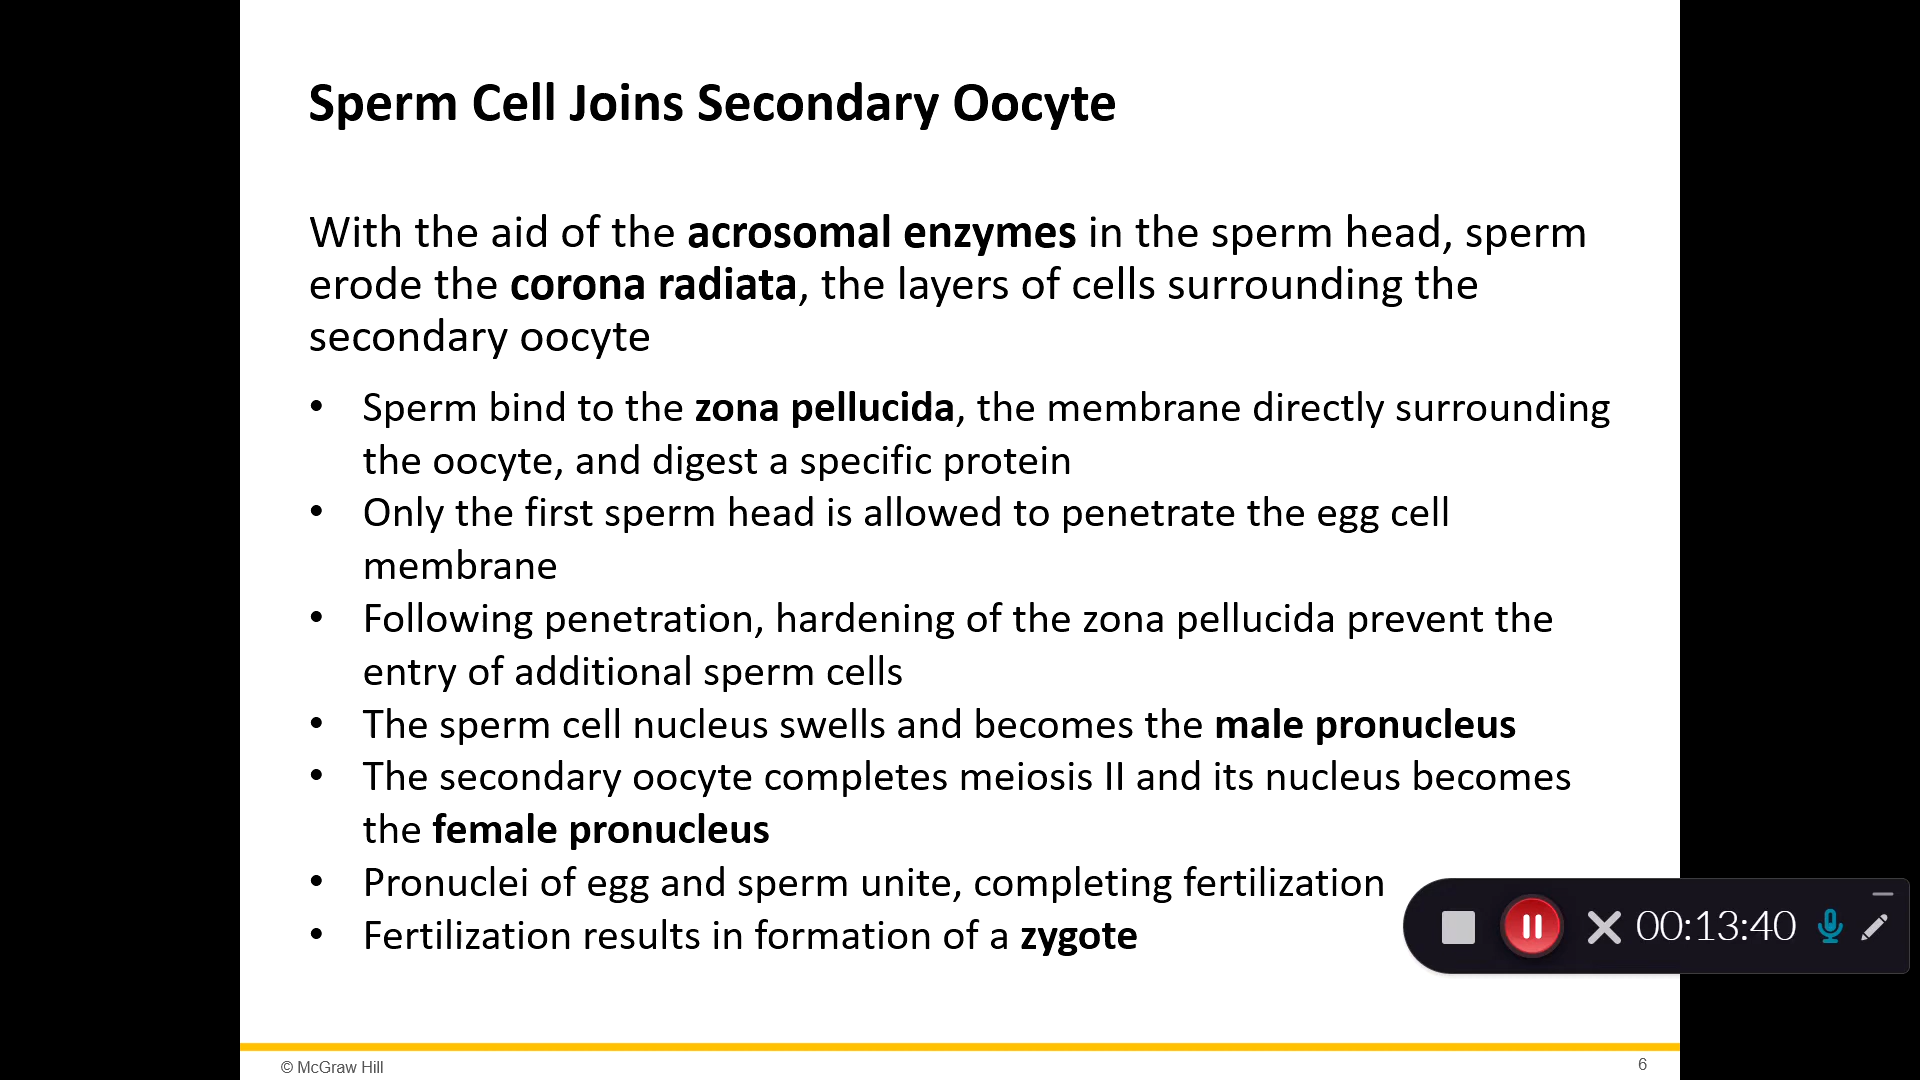 Sperm Cell Joins Secondary Oocyte
With the aid of the acrosomal enzymes in the sperm head, sperm
erode the corona radiata, the layers of cells surrounding the
secondary oocyte
• Sperm bind to the zona pellucida, the membrane directly surrounding
the oocyte, and digest a specific protein
• Only the first sperm head is allowed to penetrate the egg cell
membrane
• Following penetration, hardening of the zona pellucida prevent the
entry of additional sperm cells
• The sperm cell nucleus swells and becomes the male pronucleus
• The secondary oocyte completes meiosis II and its nucleus becomes
the female pronucleus
• Pronuclei of egg and sperm unite, completing fertilization
• Fertilization results in formation of a zygote
00:13:40
© McGraw Hill
6